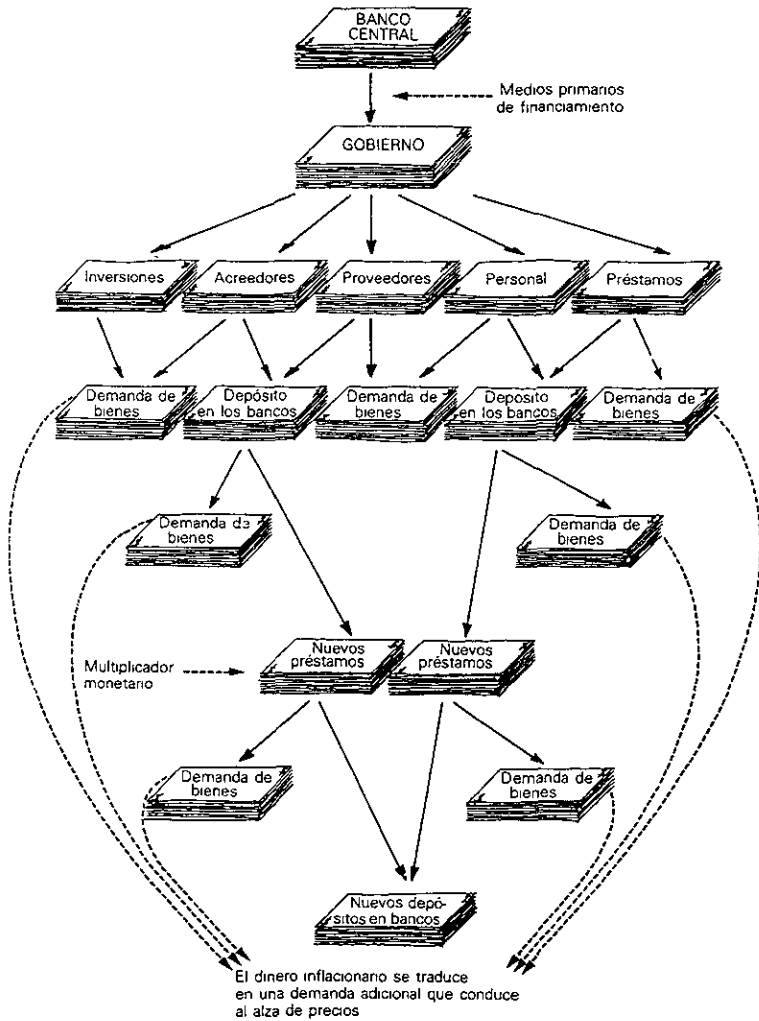 BANCO
CENTRAL
Medios primarios
de financiamiento
GOBIERNO
Inversiones
Acreedores
Proveedores
Personal
Préstamos
Demanda de
bienes
Depósito
en los bancos
Demanda de
bienes
Deposito
en los bancos
Demanda de
bienes
Demanda de
bienes
Demanda de
bienes
Multiplicador
monetario
Nuevos
préstamos
Nuevos
préstamos
Demanda de
bienes
Demanda de
bienes
Nuevos depó-
sitos en bancos
El dinero inflacionario se traduce
en una demanda adicional que conduce
al alza de precios